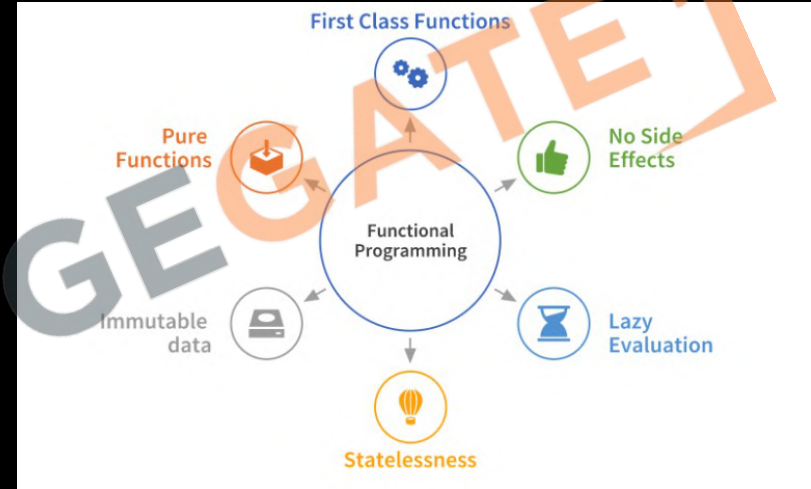 First Class Functions
Pure
Functions
No Side
Effects
Functional
Programming
Immutable
data
Lazy
Evaluation
Statelessness
GEGATE]